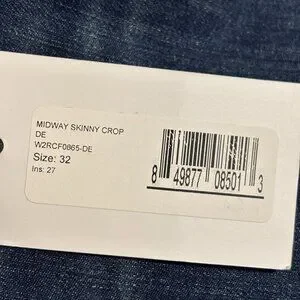 MIDWAY SKINNY CROP
DE
W2RCF0865-DE
Size: 32
Ins: 27
8 49877 08501 3